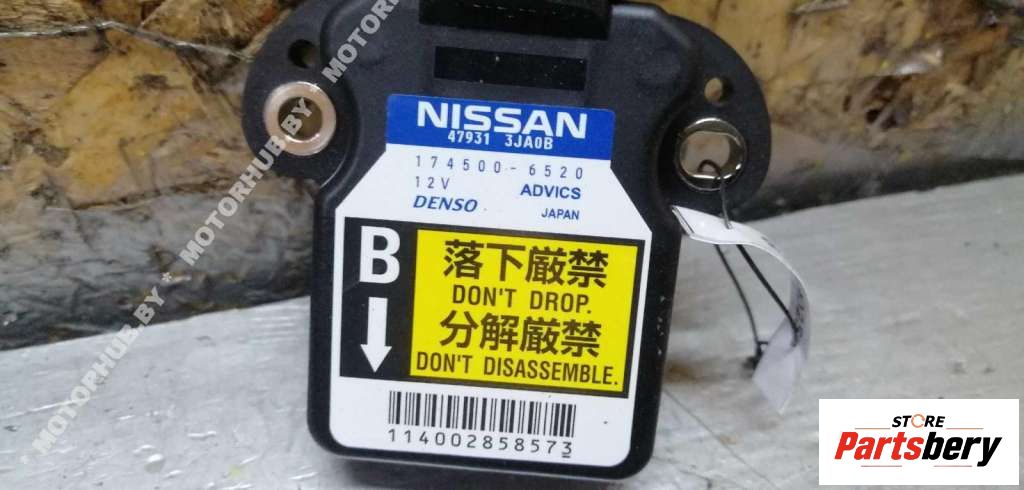 NISSAN
47931 3JA0B
174500-6520
12V ADVICS
DENSO JAPAN
B
落下厳禁
DON'T DROP.
分解厳禁
DON'T DISASSEMBLE.
114002858573
* MOTORHUB.BY * MOTORHUB.BY * MOTORHUB.BY
STORE
Partsbery